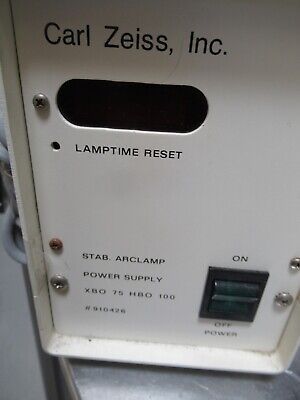 Carl Zeiss, Inc.
LAMPTIME RESET
STAB. ARCLAMP
POWER SUPPLY
XBO 75 HBO 100
#910426
ON
OFF
POWER